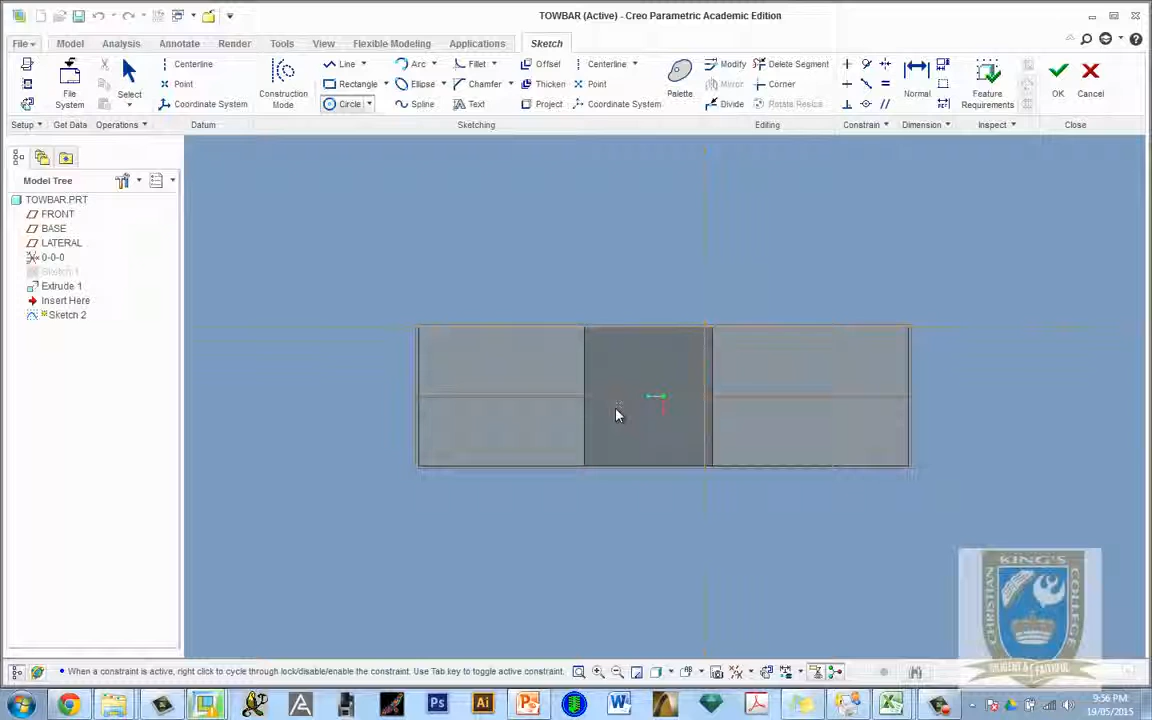 TOWBAR (Active) - Creo Parametric Academic Edition
File Model Analysis Annotate Render Tools View Flexible Modeling Applications Sketch
Centerline Line Arc Fillet Offset Centerline Modify Delete Segment
Point Rectangle Ellipse Chamfer Thicken Point Mirror Corner
Coordinate System Circle Spline Text Project Coordinate System Divide Rotate Resize
File System Select Construction Mode Palette Normal Feature Requirements OK Cancel
Setup Get Data Operations Datum Sketching Editing Constrain Dimension Inspect Close
Model Tree
TOWBAR.PRT
FRONT
BASE
LATERAL
0-0-0
Sketch 1
Extrude 1
Insert Here
Sketch 2
KING'S
CHRISTIAN COLLEGE
DILIGENT & FAITHFUL
When a constraint is active, right click to cycle through lock/disable/enable the constraint. Use Tab key to toggle active constraint.
Ps Ai
9:56 PM
19/05/2015